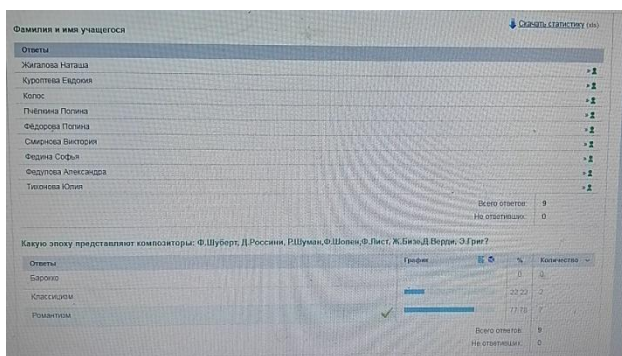 Скачать статистику (xls)
Фамилия и имя учащегося
Ответы
Жигалова Наташа
Куроптева Евдокия
Колос
Пчёлкина Полина
Фёдорова Полина
Смирнова Виктория
Федина Софья
Федулова Александра
Тихонова Юлия
Всего ответов: 9
Не ответивших: 0
Какую эпоху представляют композиторы: Ф.Шуберт, Д.Россини, Р.Шуман,Ф.Шопен,Ф.Лист, Ж.Бизе,Д.Верди, Э.Григ?
Ответы График % Количество
Барокко 0 0
Классицизм 22.22 2
Романтизм 77.78 7
Всего ответов: 9
Не ответивших: 0